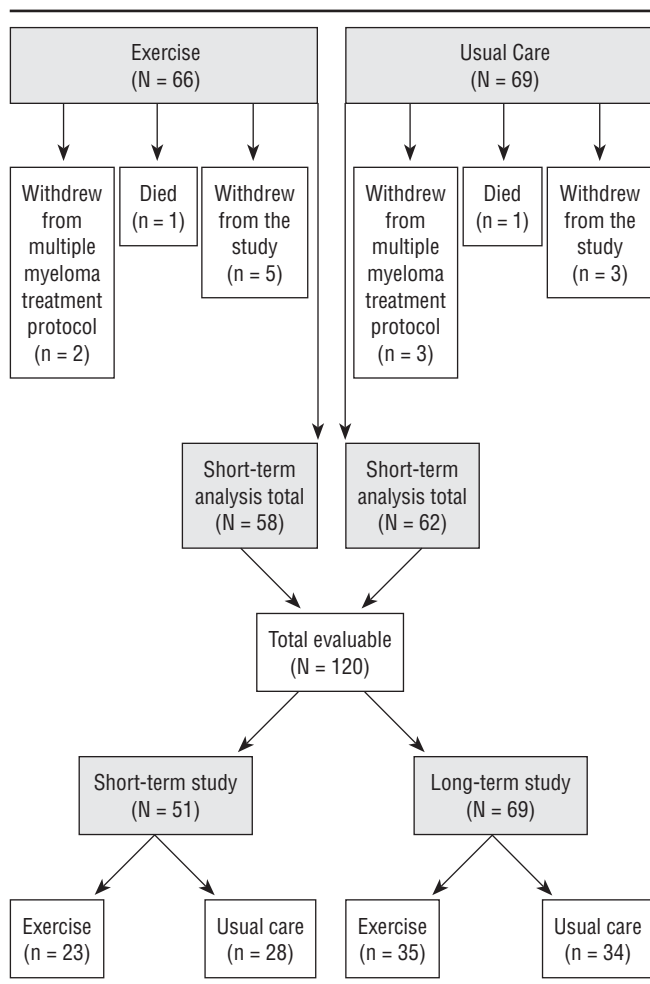 Exercise
(N = 66)
Usual Care
(N = 69)
Withdrew
from
multiple
myeloma
treatment
protocol
(n = 2)
Died
(n = 1)
Withdrew
from the
study
(n = 5)
Withdrew
from
multiple
myeloma
treatment
protocol
(n = 3)
Died
(n = 1)
Withdrew
from the
study
(n = 3)
Short-term
analysis total
(N = 58)
Short-term
analysis total
(N = 62)
Total evaluable
(N = 120)
Short-term study
(N = 51)
Long-term study
(N = 69)
Exercise
(n = 23)
Usual care
(n = 28)
Exercise
(n = 35)
Usual care
(n = 34)